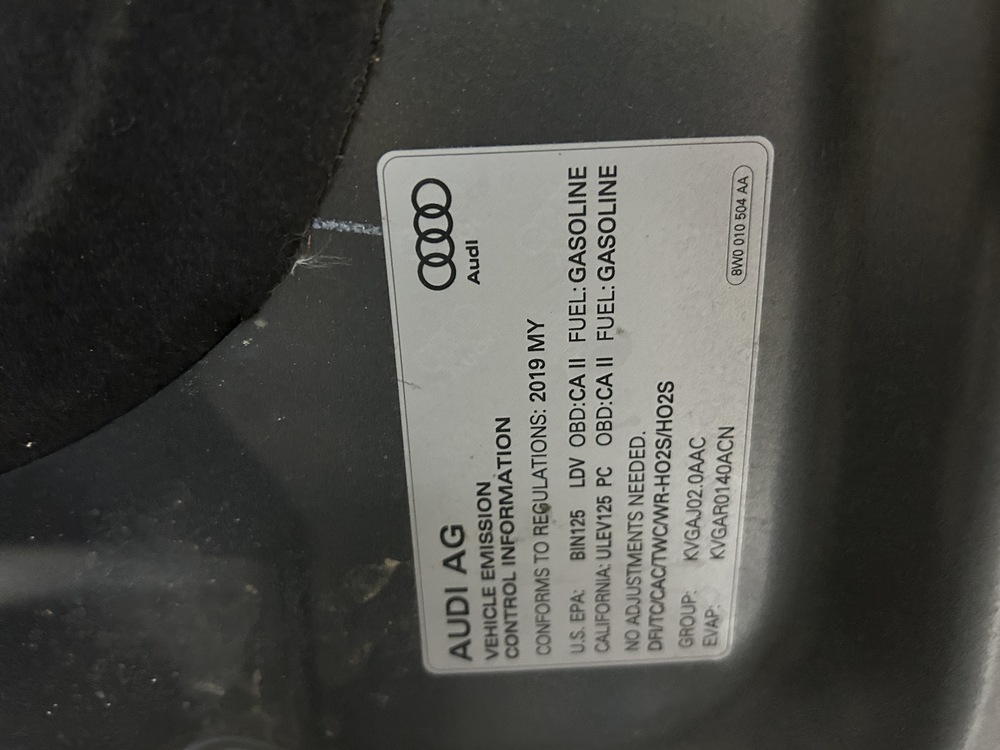 Audi
AUDI AG
VEHICLE EMISSION
CONTROL INFORMATION
CONFORMS TO REGULATIONS: 2019 MY
U.S. EPA: BIN125 LDV OBD:CA II FUEL: GASOLINE
CALIFORNIA: ULEV125 PC OBD:CA II FUEL: GASOLINE
NO ADJUSTMENTS NEEDED.
DFI/TC/CAC/TWC/WR-HO2S/HO2S
GROUP: KVGAJ02.0AAC
EVAP: KVGAR0140ACN
8W0 010 504 AA